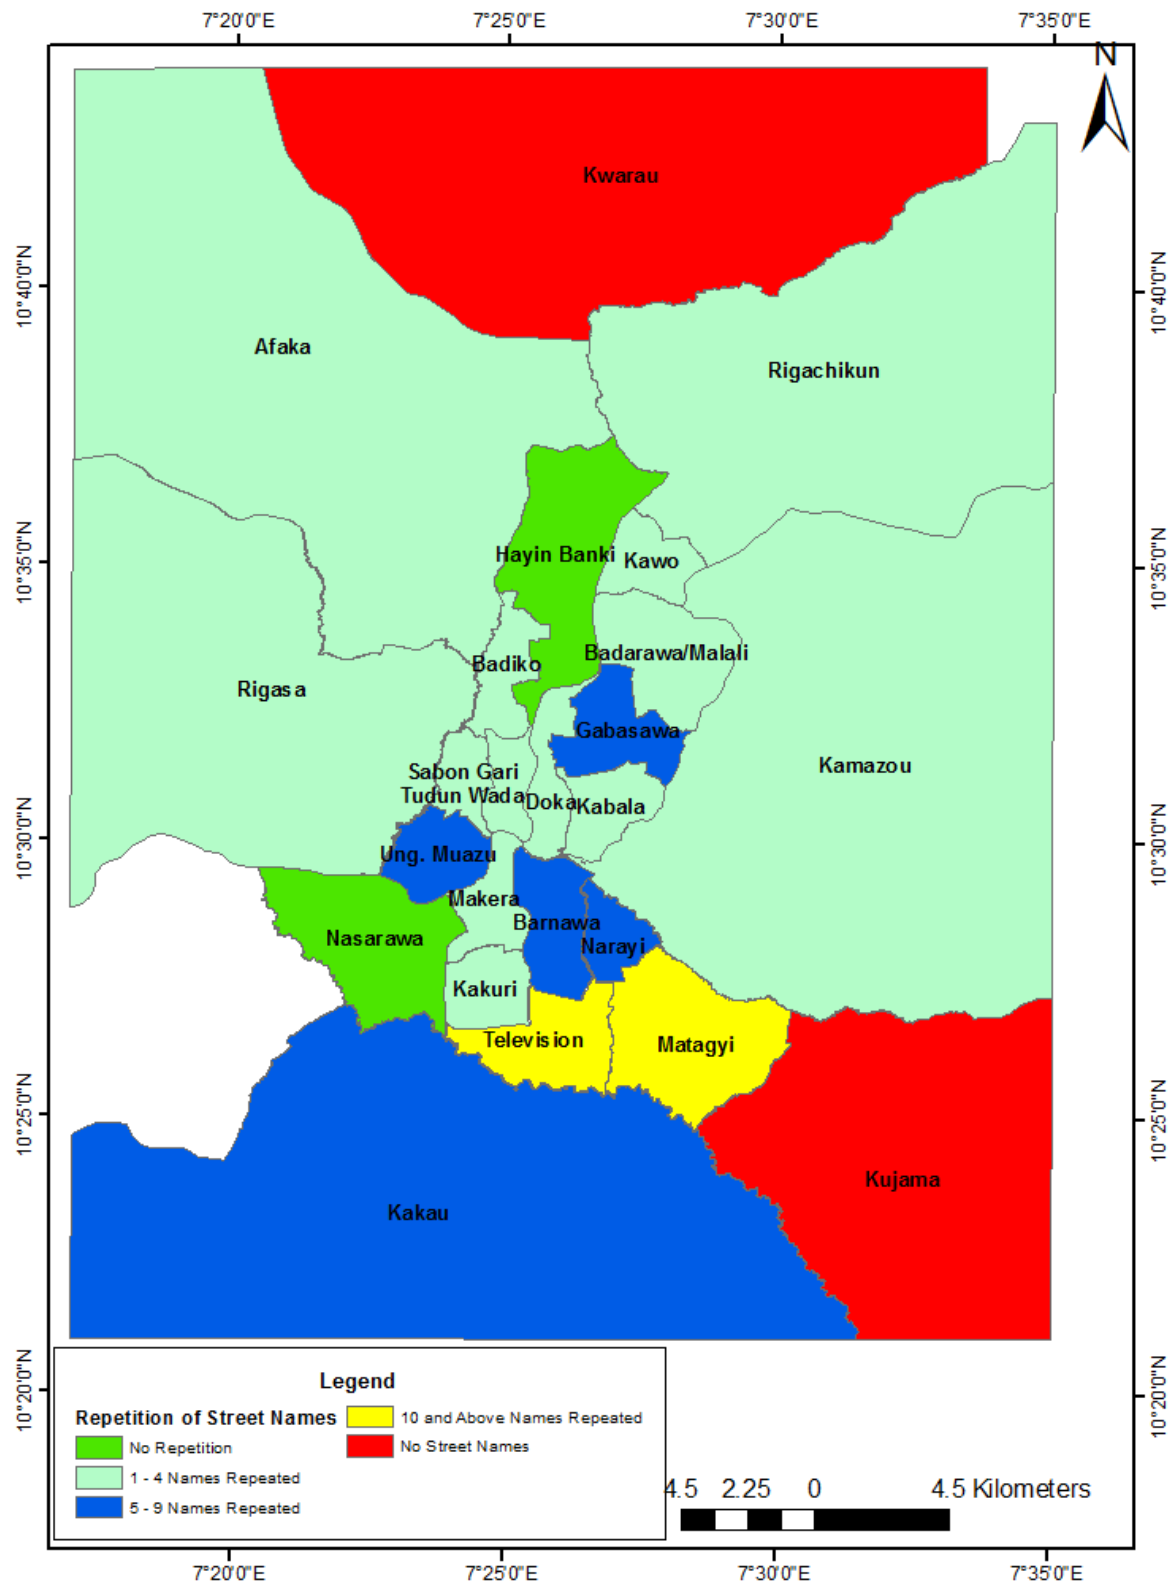 7°20'0"E 7°25'0"E 7°30'0"E 7°35'0"E
N
Kwarau
10°40'0"N 10°40'0"N
Afaka
Rigachikun
Hayin Banki
Kawo
10°35'0"N 10°35'0"N
Badarawa/Malali
Badiko
Rigasa
Gabasawa
Kamazou
Sabon Gari
Tudun Wada
Doka
Kabala
10°30'0"N 10°30'0"N
Ung. Muazu
Makera
Barnawa
Nasarawa
Narayi
Kakuri
Television
Matagyi
10°25'0"N 10°25'0"N
Kujama
Kakau
10°20'0"N 10°20'0"N
Legend
Repetition of Street Names
No Repetition
1 - 4 Names Repeated
5 - 9 Names Repeated
10 and Above Names Repeated
No Street Names
4.5 2.25 0 4.5 Kilometers
7°20'0"E 7°25'0"E 7°30'0"E 7°35'0"E